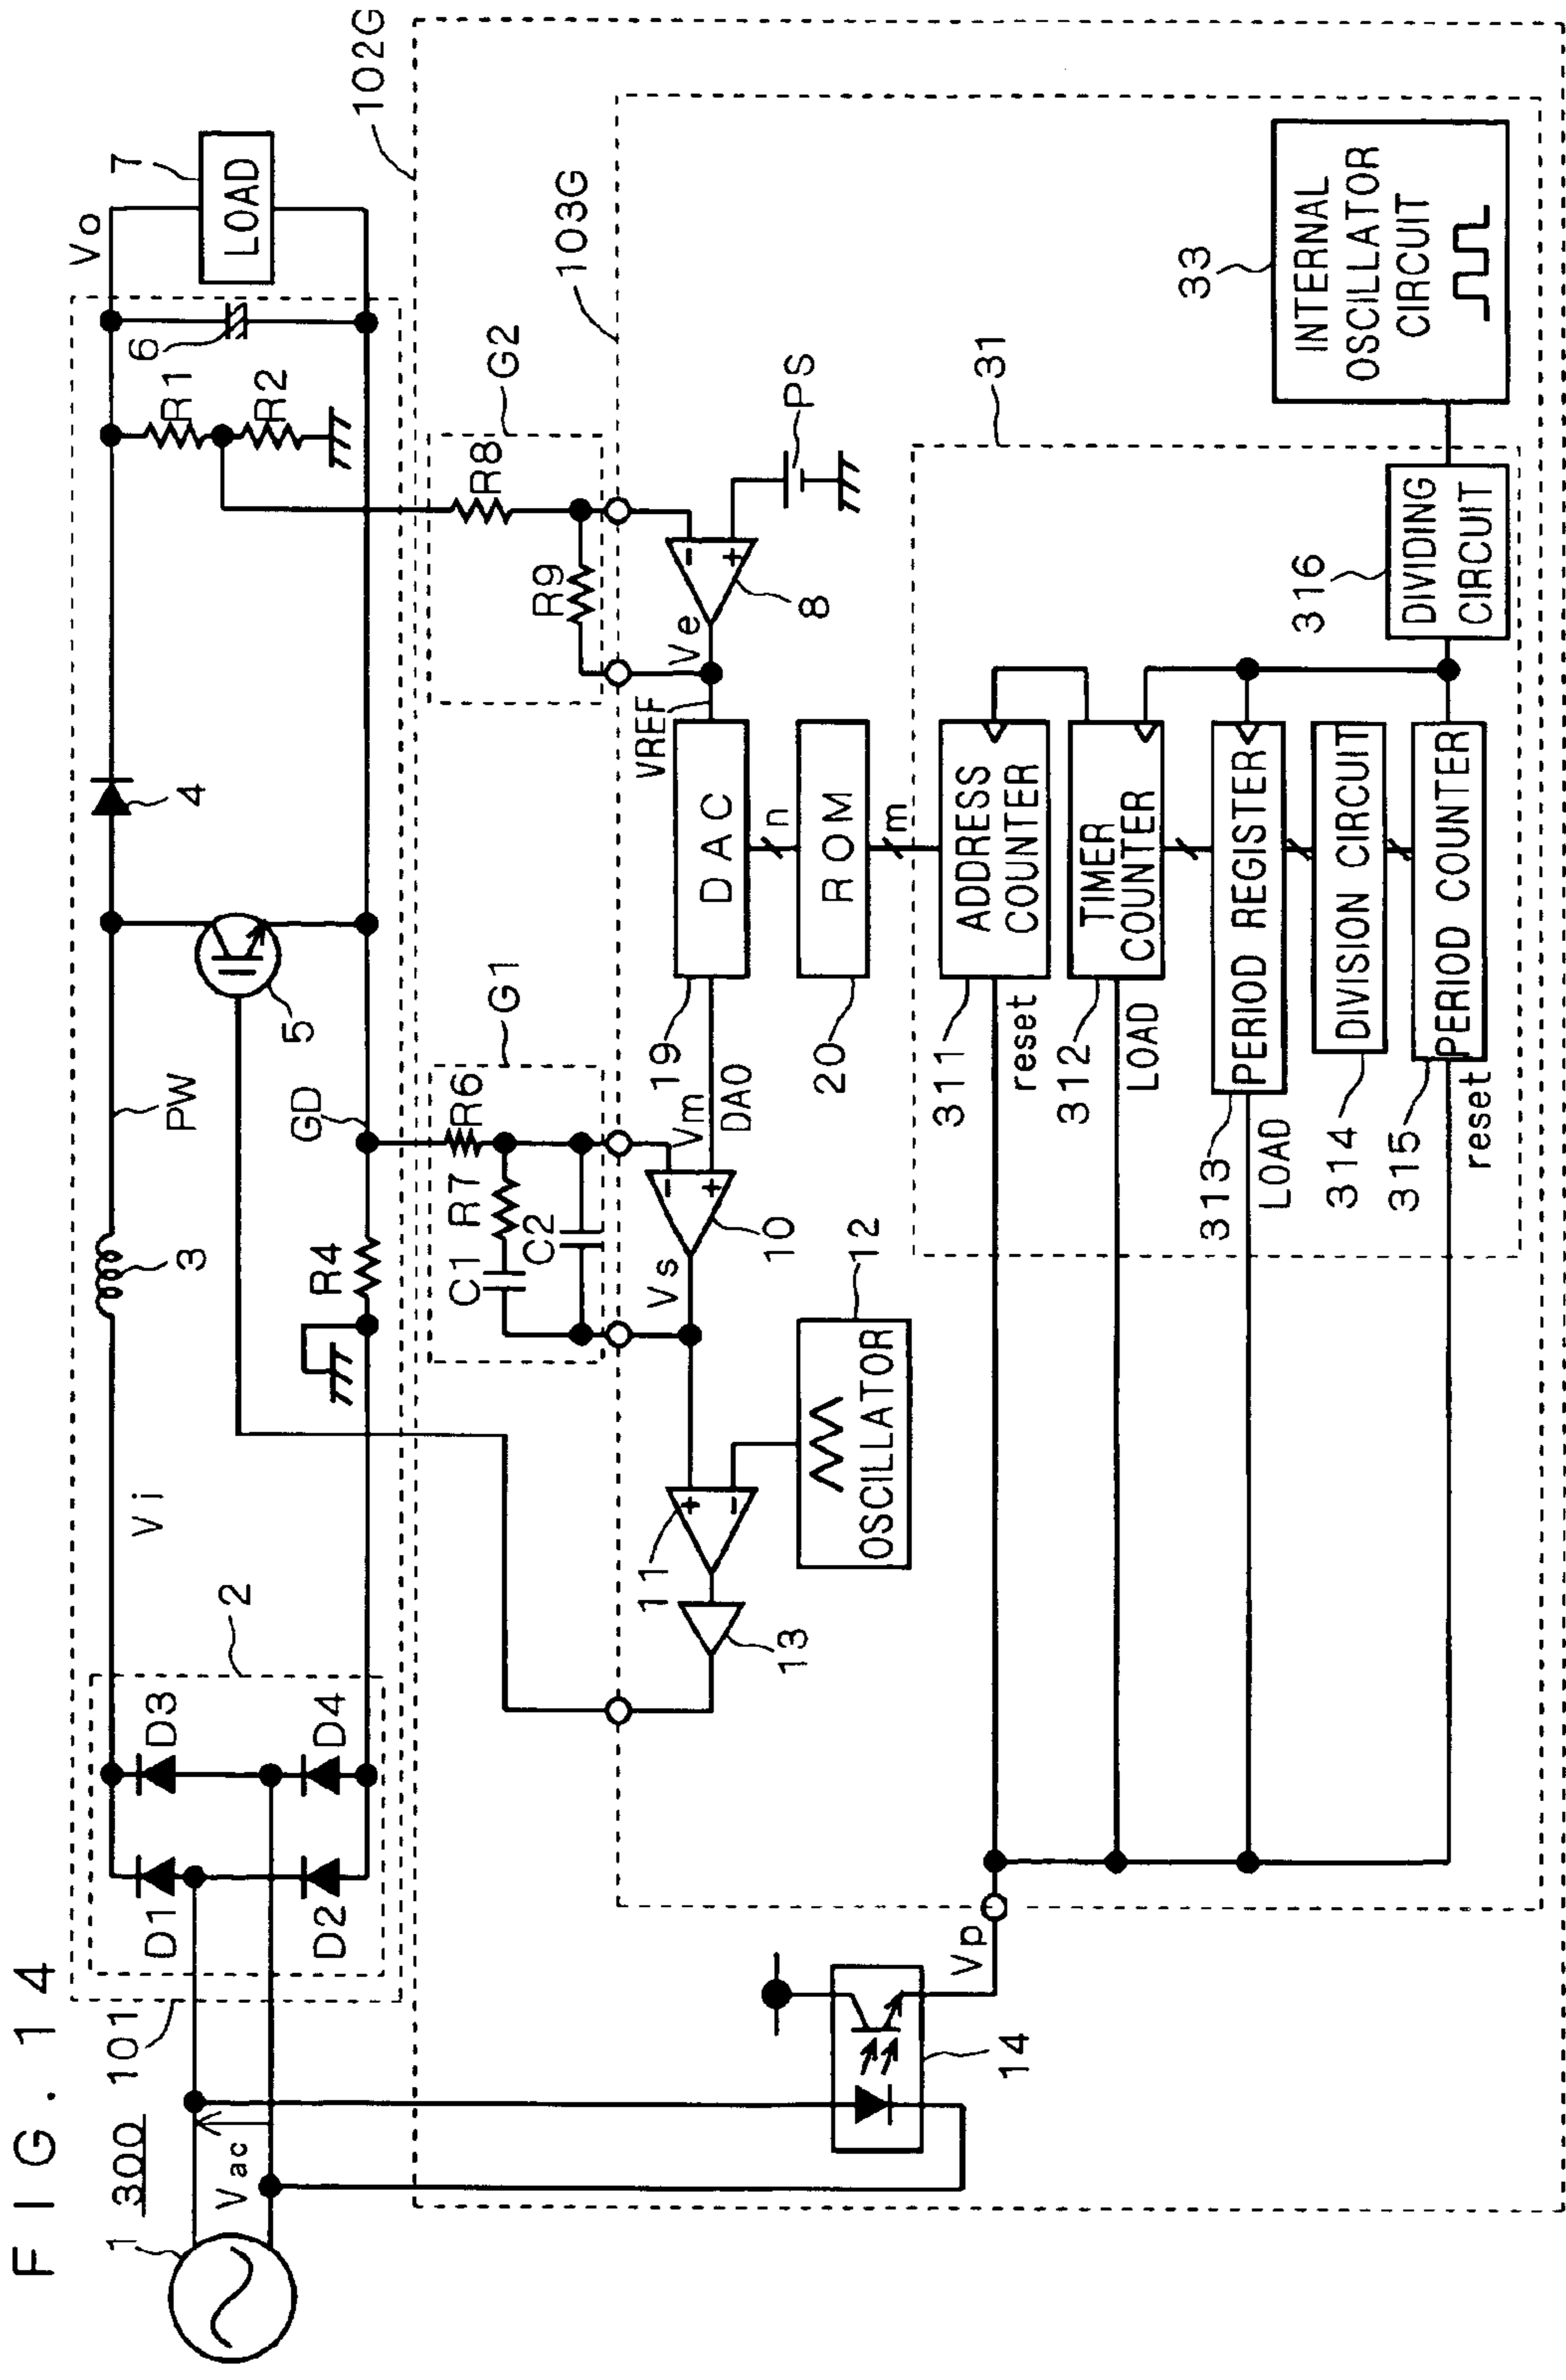 FIG. 14
300
1
Vac
101
2
D1
D3
D2
D4
Vi
3
PW
GD
R4
5
4
R1
R2
6
Vo
7
LOAD
102G
G1
R6
R7
C1
C2
G2
R8
R9
103G
13
11
Vs
10
Vm
DAO
12
OSCILLATOR
19
DAC
VREF
Ve
8
PS
n
20
ROM
m
31
311
ADDRESS
COUNTER
reset
312
TIMER
COUNTER
LOAD
313
PERIOD REGISTER
LOAD
314
DIVISION CIRCUIT
315
PERIOD COUNTER
reset
316
DIVIDING
CIRCUIT
33
INTERNAL
OSCILLATOR
CIRCUIT
14
Vp